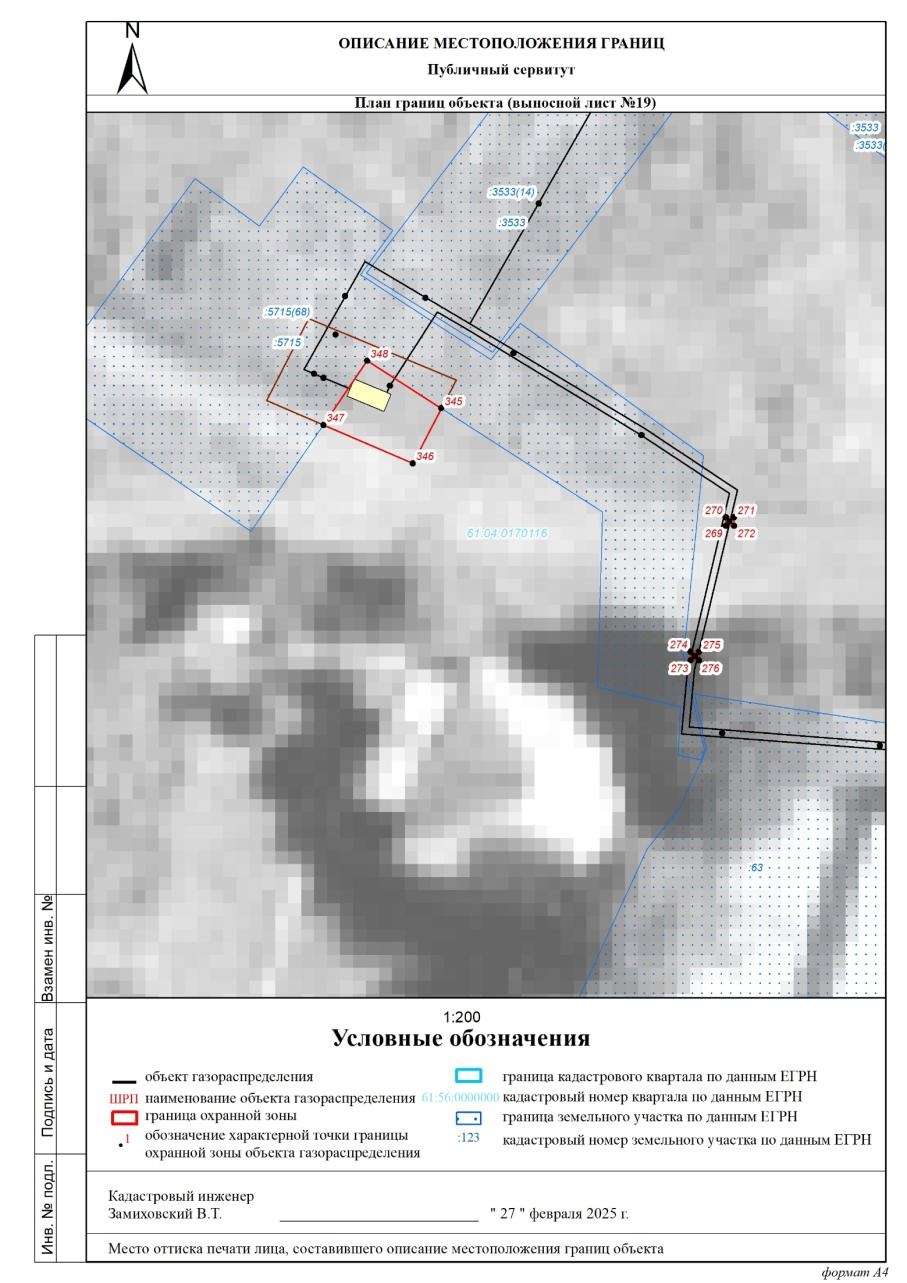 N
ОПИСАНИЕ МЕСТОПОЛОЖЕНИЯ ГРАНИЦ
Публичный сервитут
План границ объекта (выносной лист №19)
:3533
:3533(
:3533(14)
:3533
:5715(68)
:5715
348
345
347
346
61:04:0170116
270 271
269 272
274 275
273 276
:63
1:200
Условные обозначения
объект газораспределения
ШРП наименование объекта газораспределения
граница охранной зоны
1 обозначение характерной точки границы
охранной зоны объекта газораспределения
граница кадастрового квартала по данным ЕГРН
61:56:0000000 кадастровый номер квартала по данным ЕГРН
граница земельного участка по данным ЕГРН
:123 кадастровый номер земельного участка по данным ЕГРН
Кадастровый инженер
Замиховский В.Т. " 27 " февраля 2025 г.
Место оттиска печати лица, составившего описание местоположения границ объекта
Взамен инв. №
Подпись и дата
Инв. № подл.
формат А4